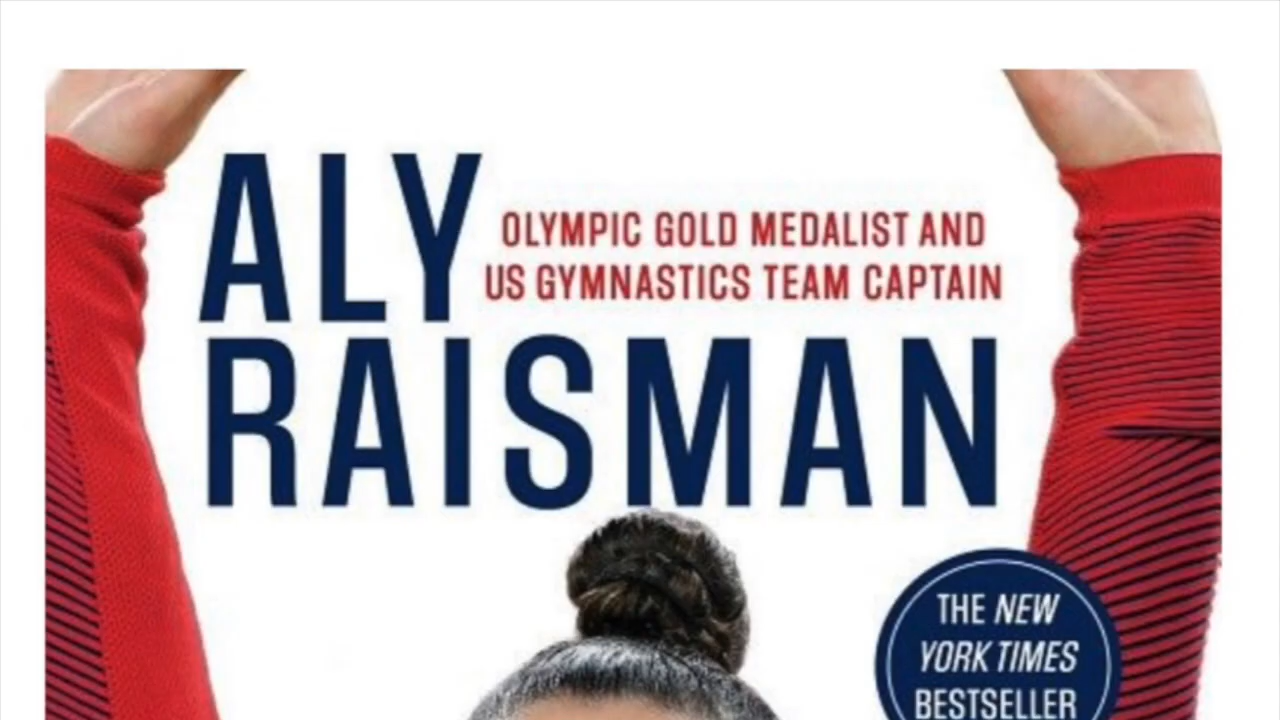 ALY
OLYMPIC GOLD MEDALIST AND
US GYMNASTICS TEAM CAPTAIN
RAISMAN
THE NEW
YORK TIMES
BESTSELLER